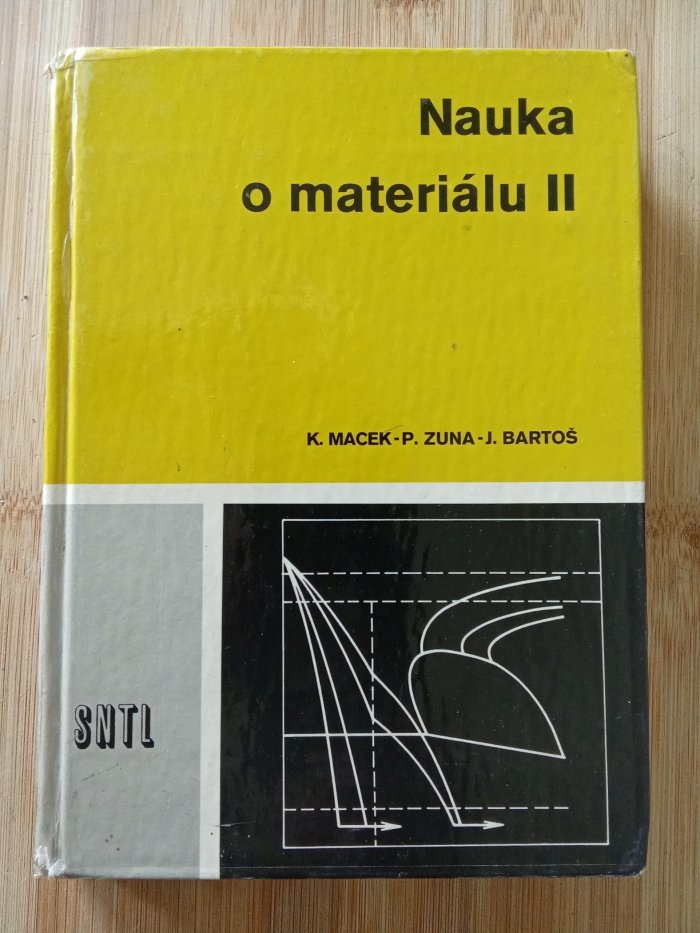 Nauka
o materiálu II
K. MACEK-P. ZUNA-J. BARTOŠ
SNTL